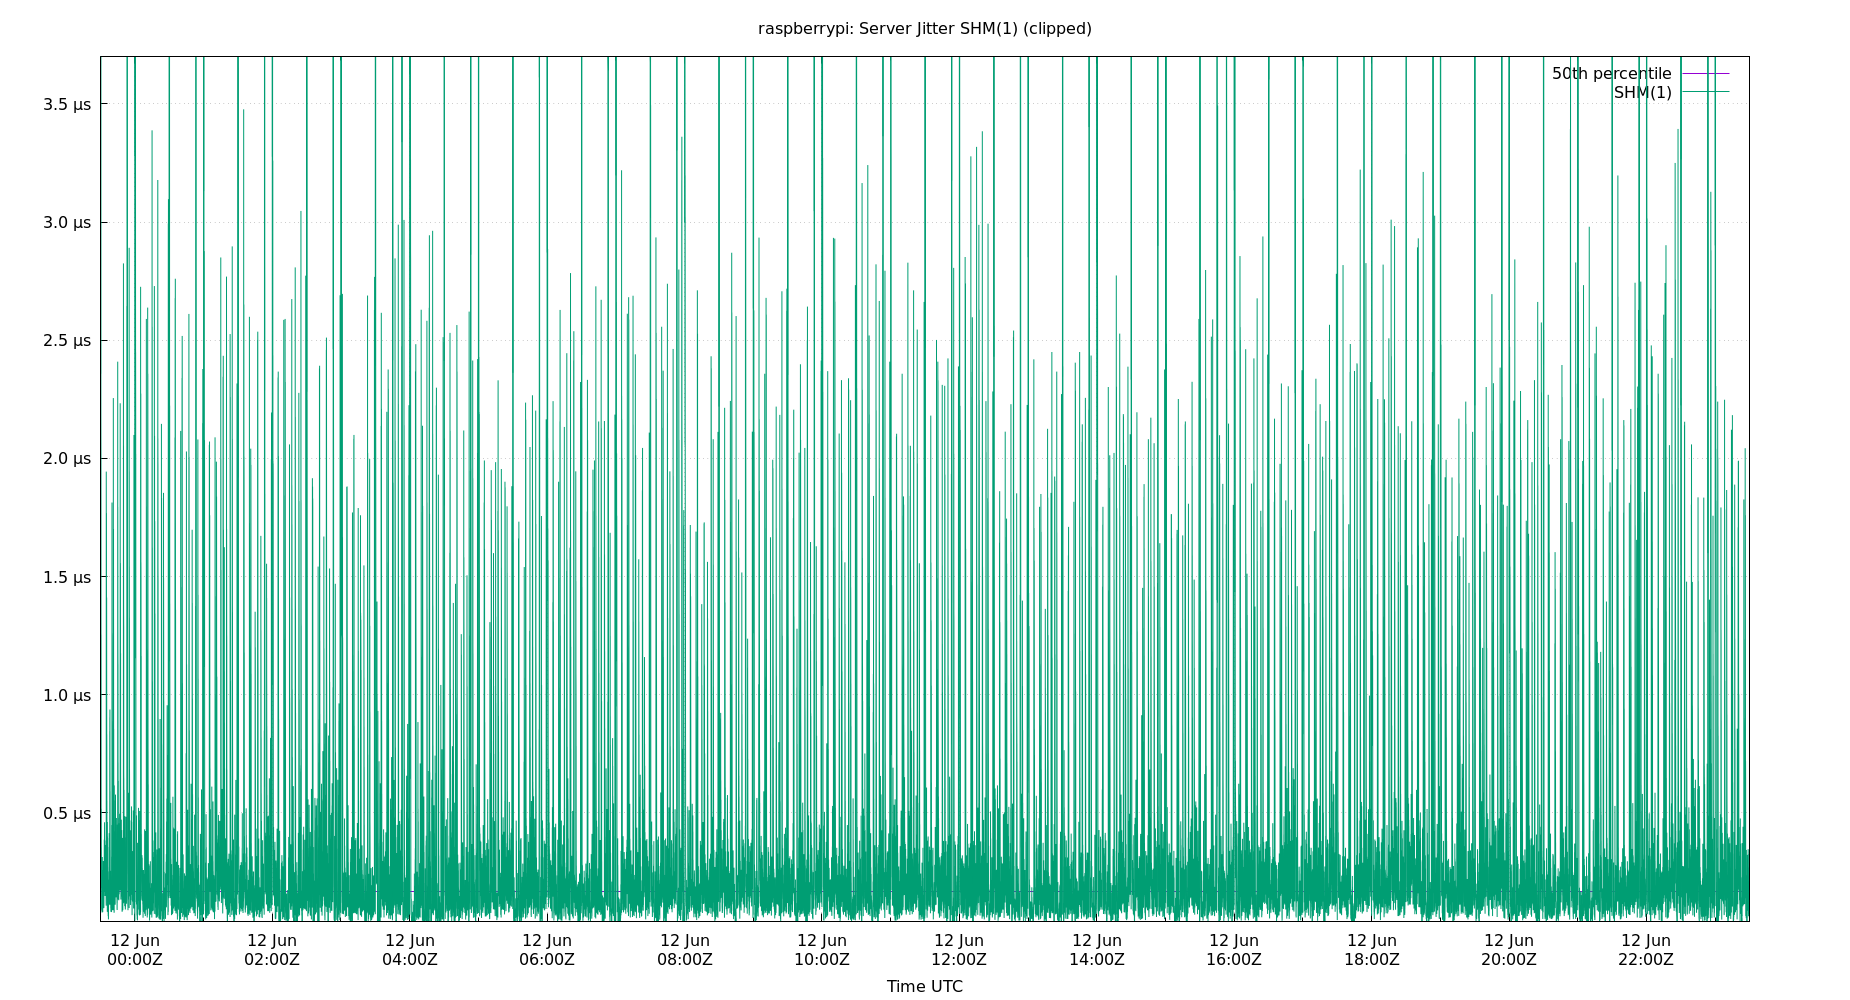 raspberrypi: Server Jitter SHM(1) (clipped)
50th percentile
SHM(1)
3.5 µs
3.0 µs
2.5 µs
2.0 µs
1.5 µs
1.0 µs
0.5 µs
12 Jun 12 Jun 12 Jun 12 Jun 12 Jun 12 Jun 12 Jun 12 Jun 12 Jun 12 Jun 12 Jun 12 Jun
00:00Z 02:00Z 04:00Z 06:00Z 08:00Z 10:00Z 12:00Z 14:00Z 16:00Z 18:00Z 20:00Z 22:00Z
Time UTC